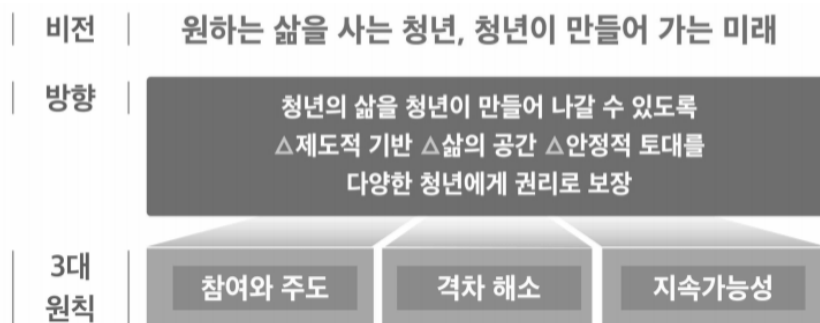 비전
원하는 삶을 사는 청년, 청년이 만들어 가는 미래
방향
청년의 삶을 청년이 만들어 나갈 수 있도록
△제도적 기반 △삶의 공간 △안정적 토대를
다양한 청년에게 권리로 보장
3대
원칙
참여와 주도
격차 해소
지속가능성